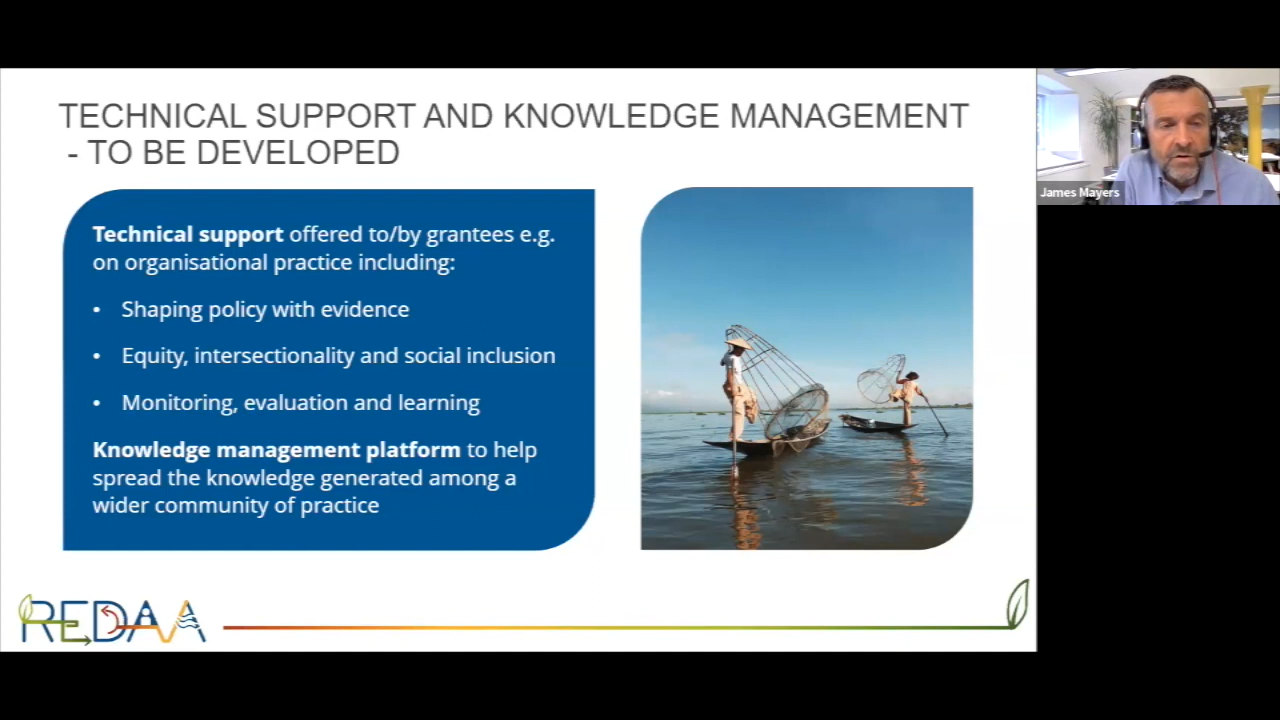 TECHNICAL SUPPORT AND KNOWLEDGE MANAGEMENT
- TO BE DEVELOPED
Technical support offered to/by grantees e.g.
on organisational practice including:
• Shaping policy with evidence
• Equity, intersectionality and social inclusion
• Monitoring, evaluation and learning
Knowledge management platform to help
spread the knowledge generated among a
wider community of practice
REDAA
James Mayers